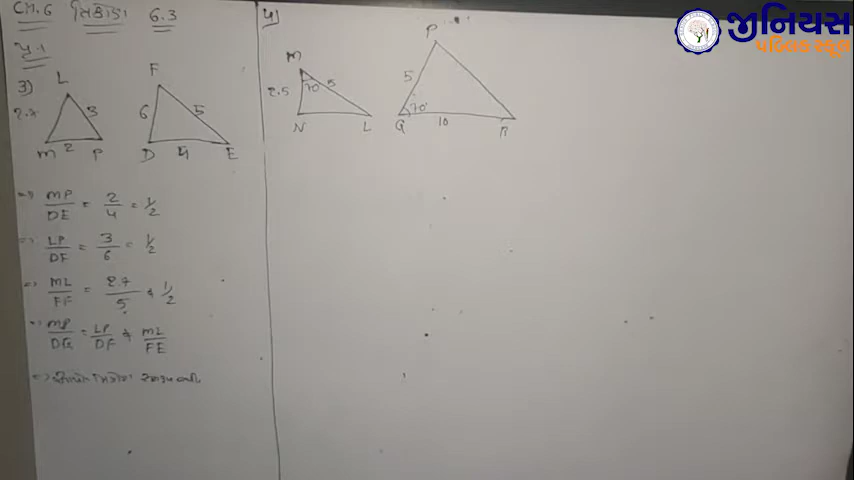 CH.6 ત્રિકોણ 6.3
પ્ર.1
3)
L
2.7 3
M 2 P
F
6 5
D 4 E
=> MP/DE = 2/4 = 1/2
=> LP/DF = 3/6 = 1/2
=> ML/FE = 2.7/5 ≠ 1/2
=> MP/DE = LP/DF ≠ ML/FE
4)
M
2.5 70° 5
N L
P
5
70°
Q 10 R
જીનિયસ
પબ્લિક સ્કૂલ